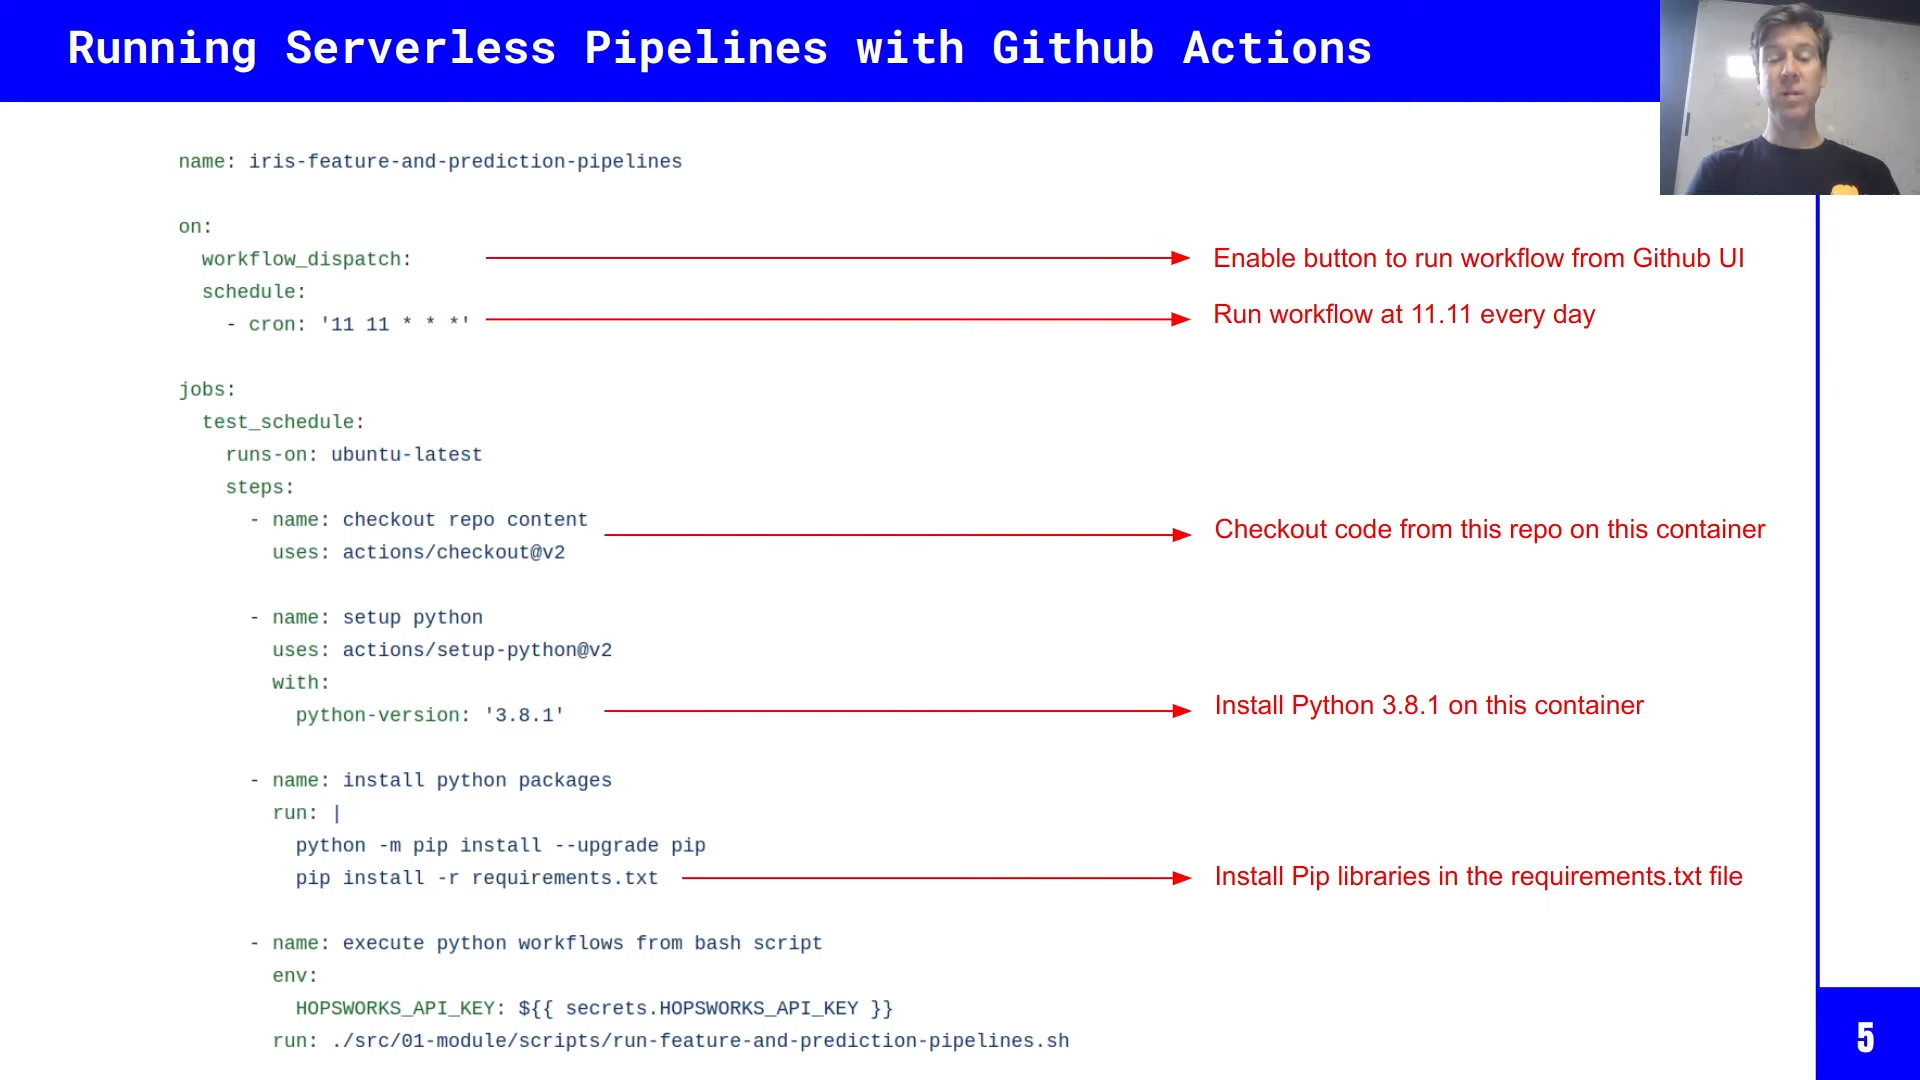 Running Serverless Pipelines with Github Actions
name: iris-feature-and-prediction-pipelines
on:
workflow_dispatch:
Enable button to run workflow from Github UI
schedule:
- cron: '11 11 * * *'
Run workflow at 11.11 every day
jobs:
test_schedule:
runs-on: ubuntu-latest
steps:
- name: checkout repo content
Checkout code from this repo on this container
uses: actions/checkout@v2
- name: setup python
uses: actions/setup-python@v2
with:
python-version: '3.8.1'
Install Python 3.8.1 on this container
- name: install python packages
run: |
python -m pip install --upgrade pip
pip install -r requirements.txt
Install Pip libraries in the requirements.txt file
- name: execute python workflows from bash script
env:
HOPSWORKS_API_KEY: ${{ secrets.HOPSWORKS_API_KEY }}
run: ./src/01-module/scripts/run-feature-and-prediction-pipelines.sh
5